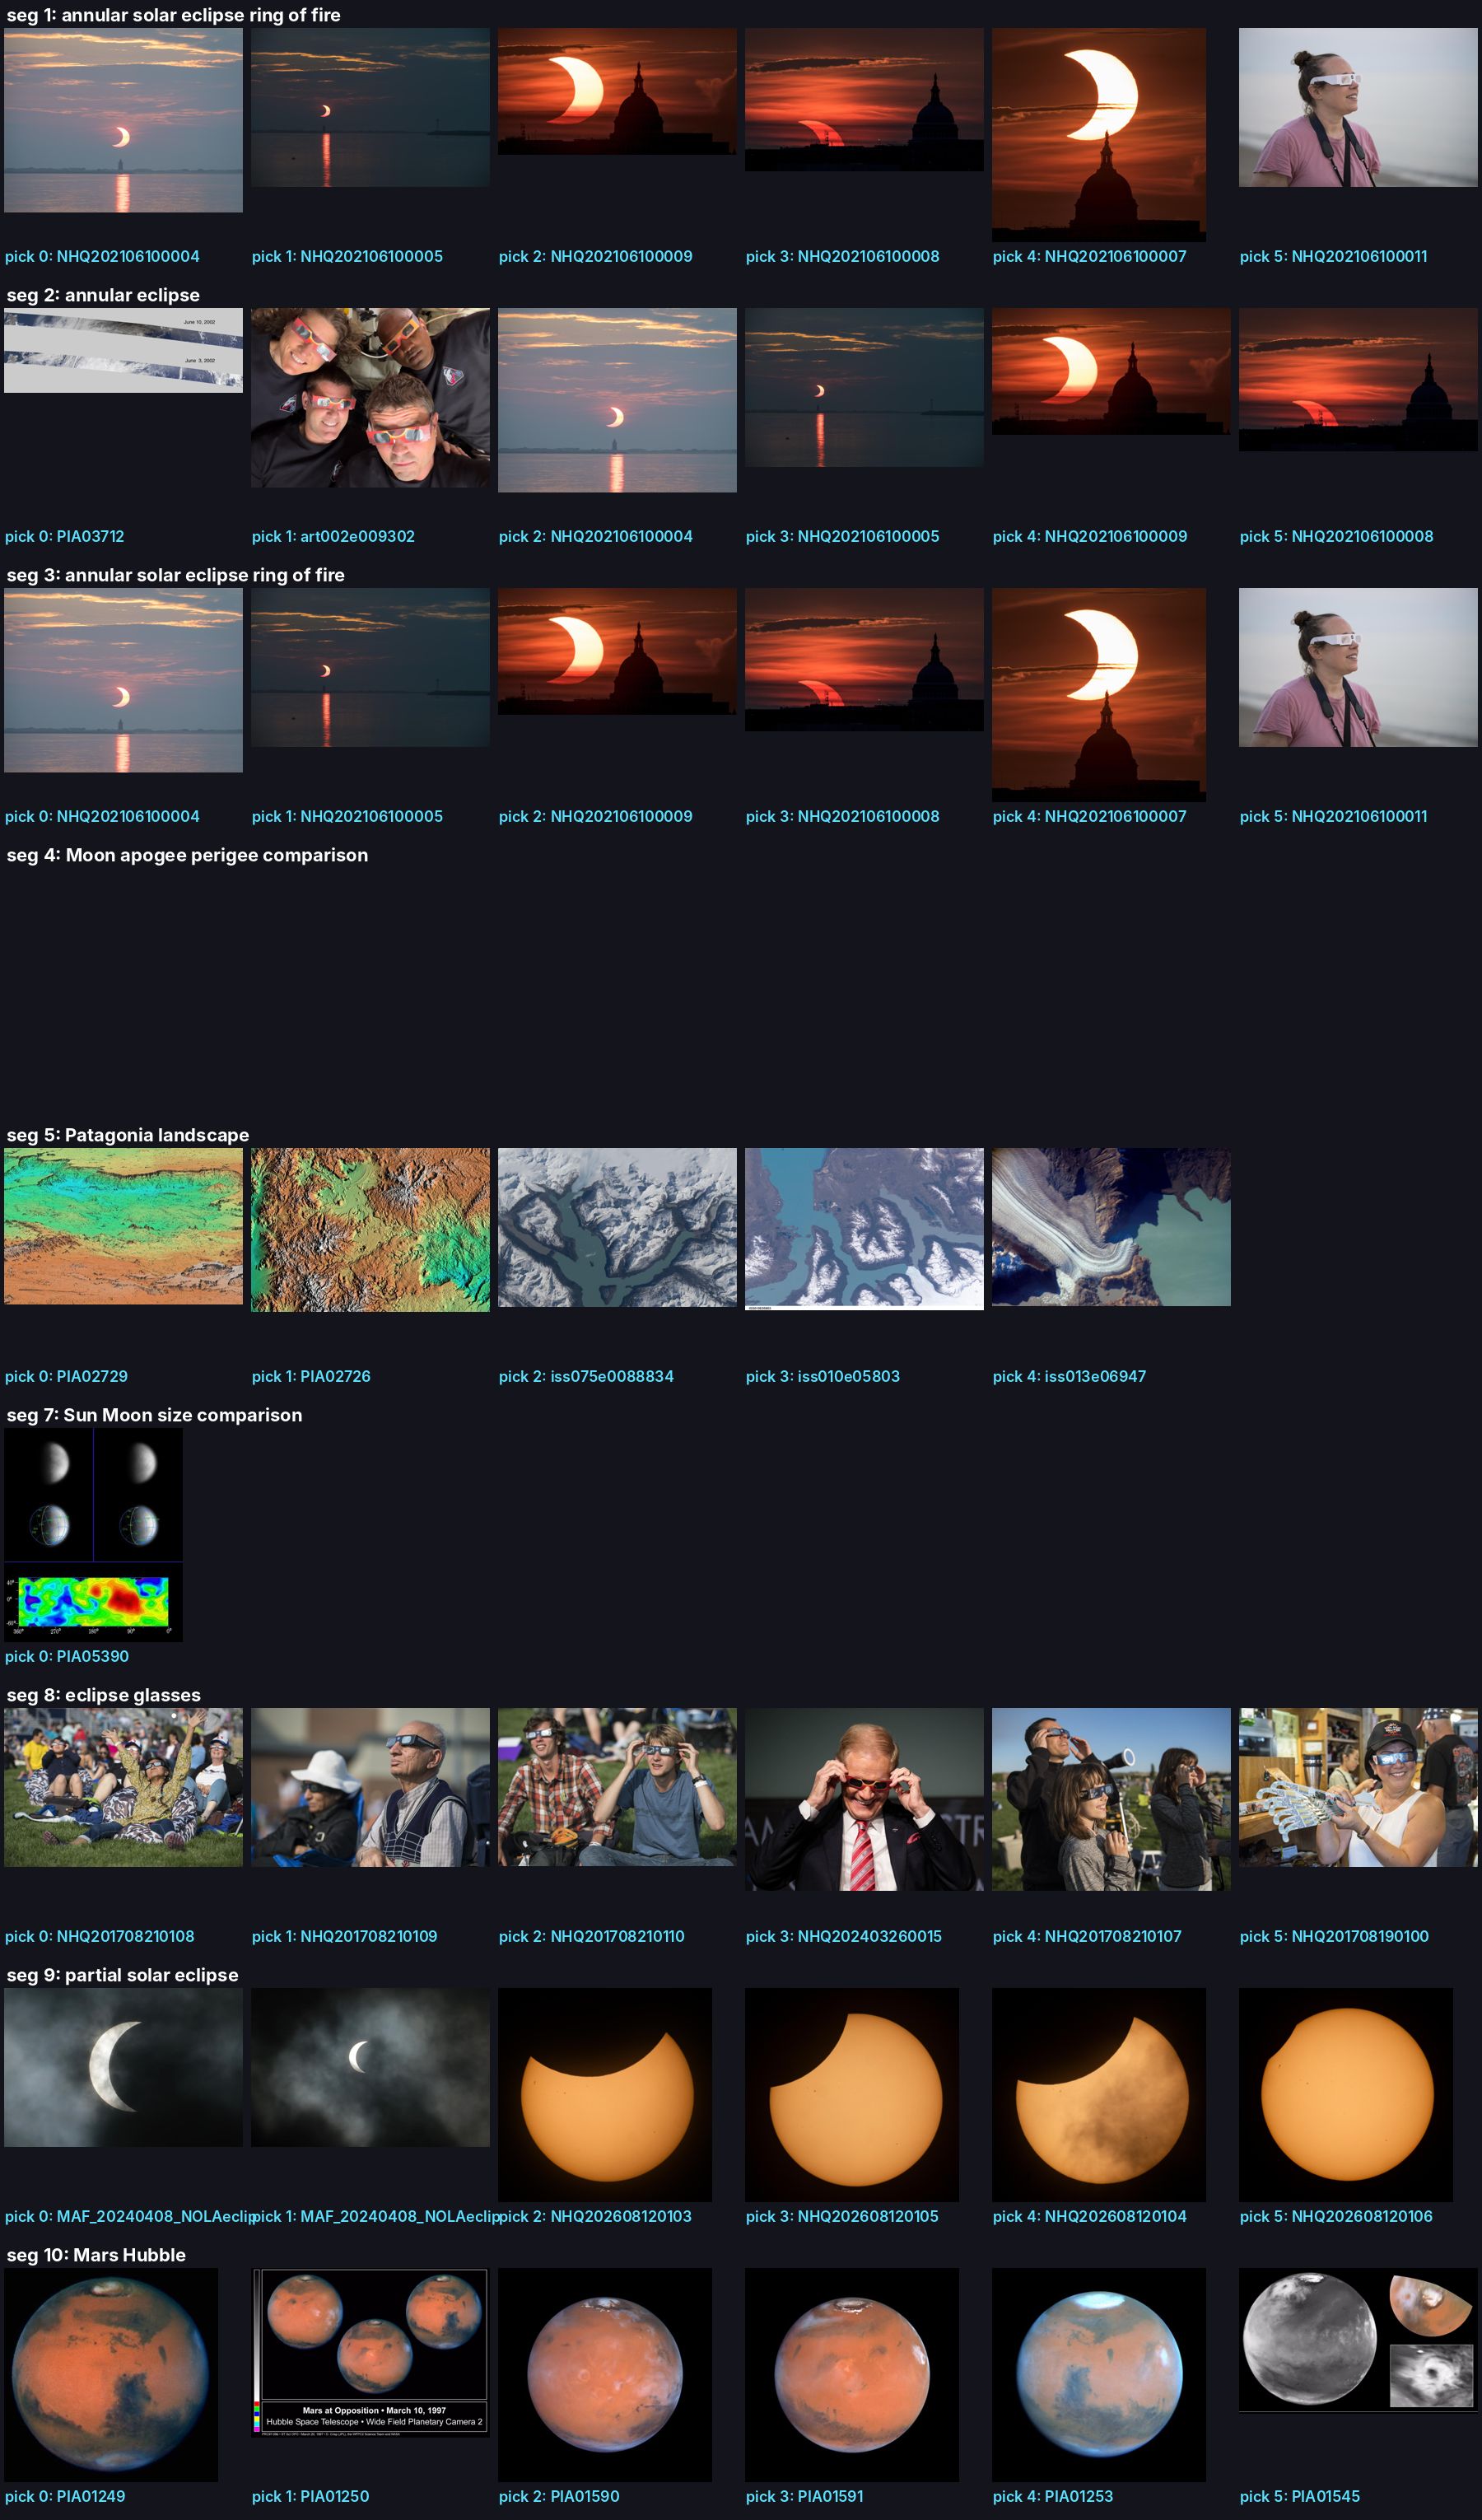 seg 1: annular solar eclipse ring of fire
pick 0: NHQ202106100004
pick 1: NHQ202106100005
pick 2: NHQ202106100009
pick 3: NHQ202106100008
pick 4: NHQ202106100007
pick 5: NHQ202106100011
seg 2: annular eclipse
June 10, 2002
June 3, 2002
pick 0: PIA03712
pick 1: art002e009302
pick 2: NHQ202106100004
pick 3: NHQ202106100005
pick 4: NHQ202106100009
pick 5: NHQ202106100008
seg 3: annular solar eclipse ring of fire
pick 0: NHQ202106100004
pick 1: NHQ202106100005
pick 2: NHQ202106100009
pick 3: NHQ202106100008
pick 4: NHQ202106100007
pick 5: NHQ202106100011
seg 4: Moon apogee perigee comparison
seg 5: Patagonia landscape
pick 0: PIA02729
pick 1: PIA02726
pick 2: iss075e0088834
pick 3: iss010e05803
pick 4: iss013e06947
seg 7: Sun Moon size comparison
40°
0°
-60°
360° 270° 180° 90° 0°
pick 0: PIA05390
seg 8: eclipse glasses
pick 0: NHQ201708210108
pick 1: NHQ201708210109
pick 2: NHQ201708210110
pick 3: NHQ202403260015
pick 4: NHQ201708210107
pick 5: NHQ201708190100
seg 9: partial solar eclipse
pick 0: MAF_20240408_NOLAeclip
pick 1: MAF_20240408_NOLAeclip
pick 2: NHQ202608120103
pick 3: NHQ202608120105
pick 4: NHQ202608120104
pick 5: NHQ202608120106
seg 10: Mars Hubble
Mars at Opposition • March 10, 1997
Hubble Space Telescope • Wide Field Planetary Camera 2
pick 0: PIA01249
pick 1: PIA01250
pick 2: PIA01590
pick 3: PIA01591
pick 4: PIA01253
pick 5: PIA01545